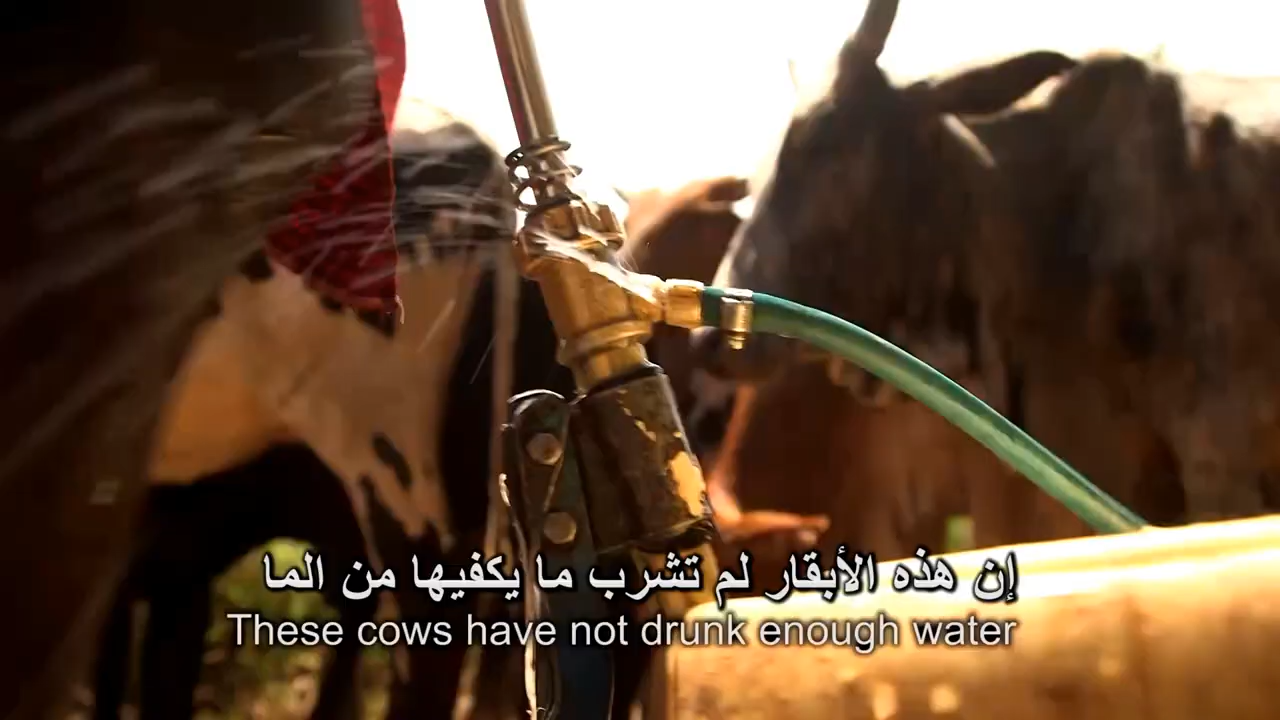 إن هذه الأبقار لم تشرب ما يكفيها من الما
These cows have not drunk enough water